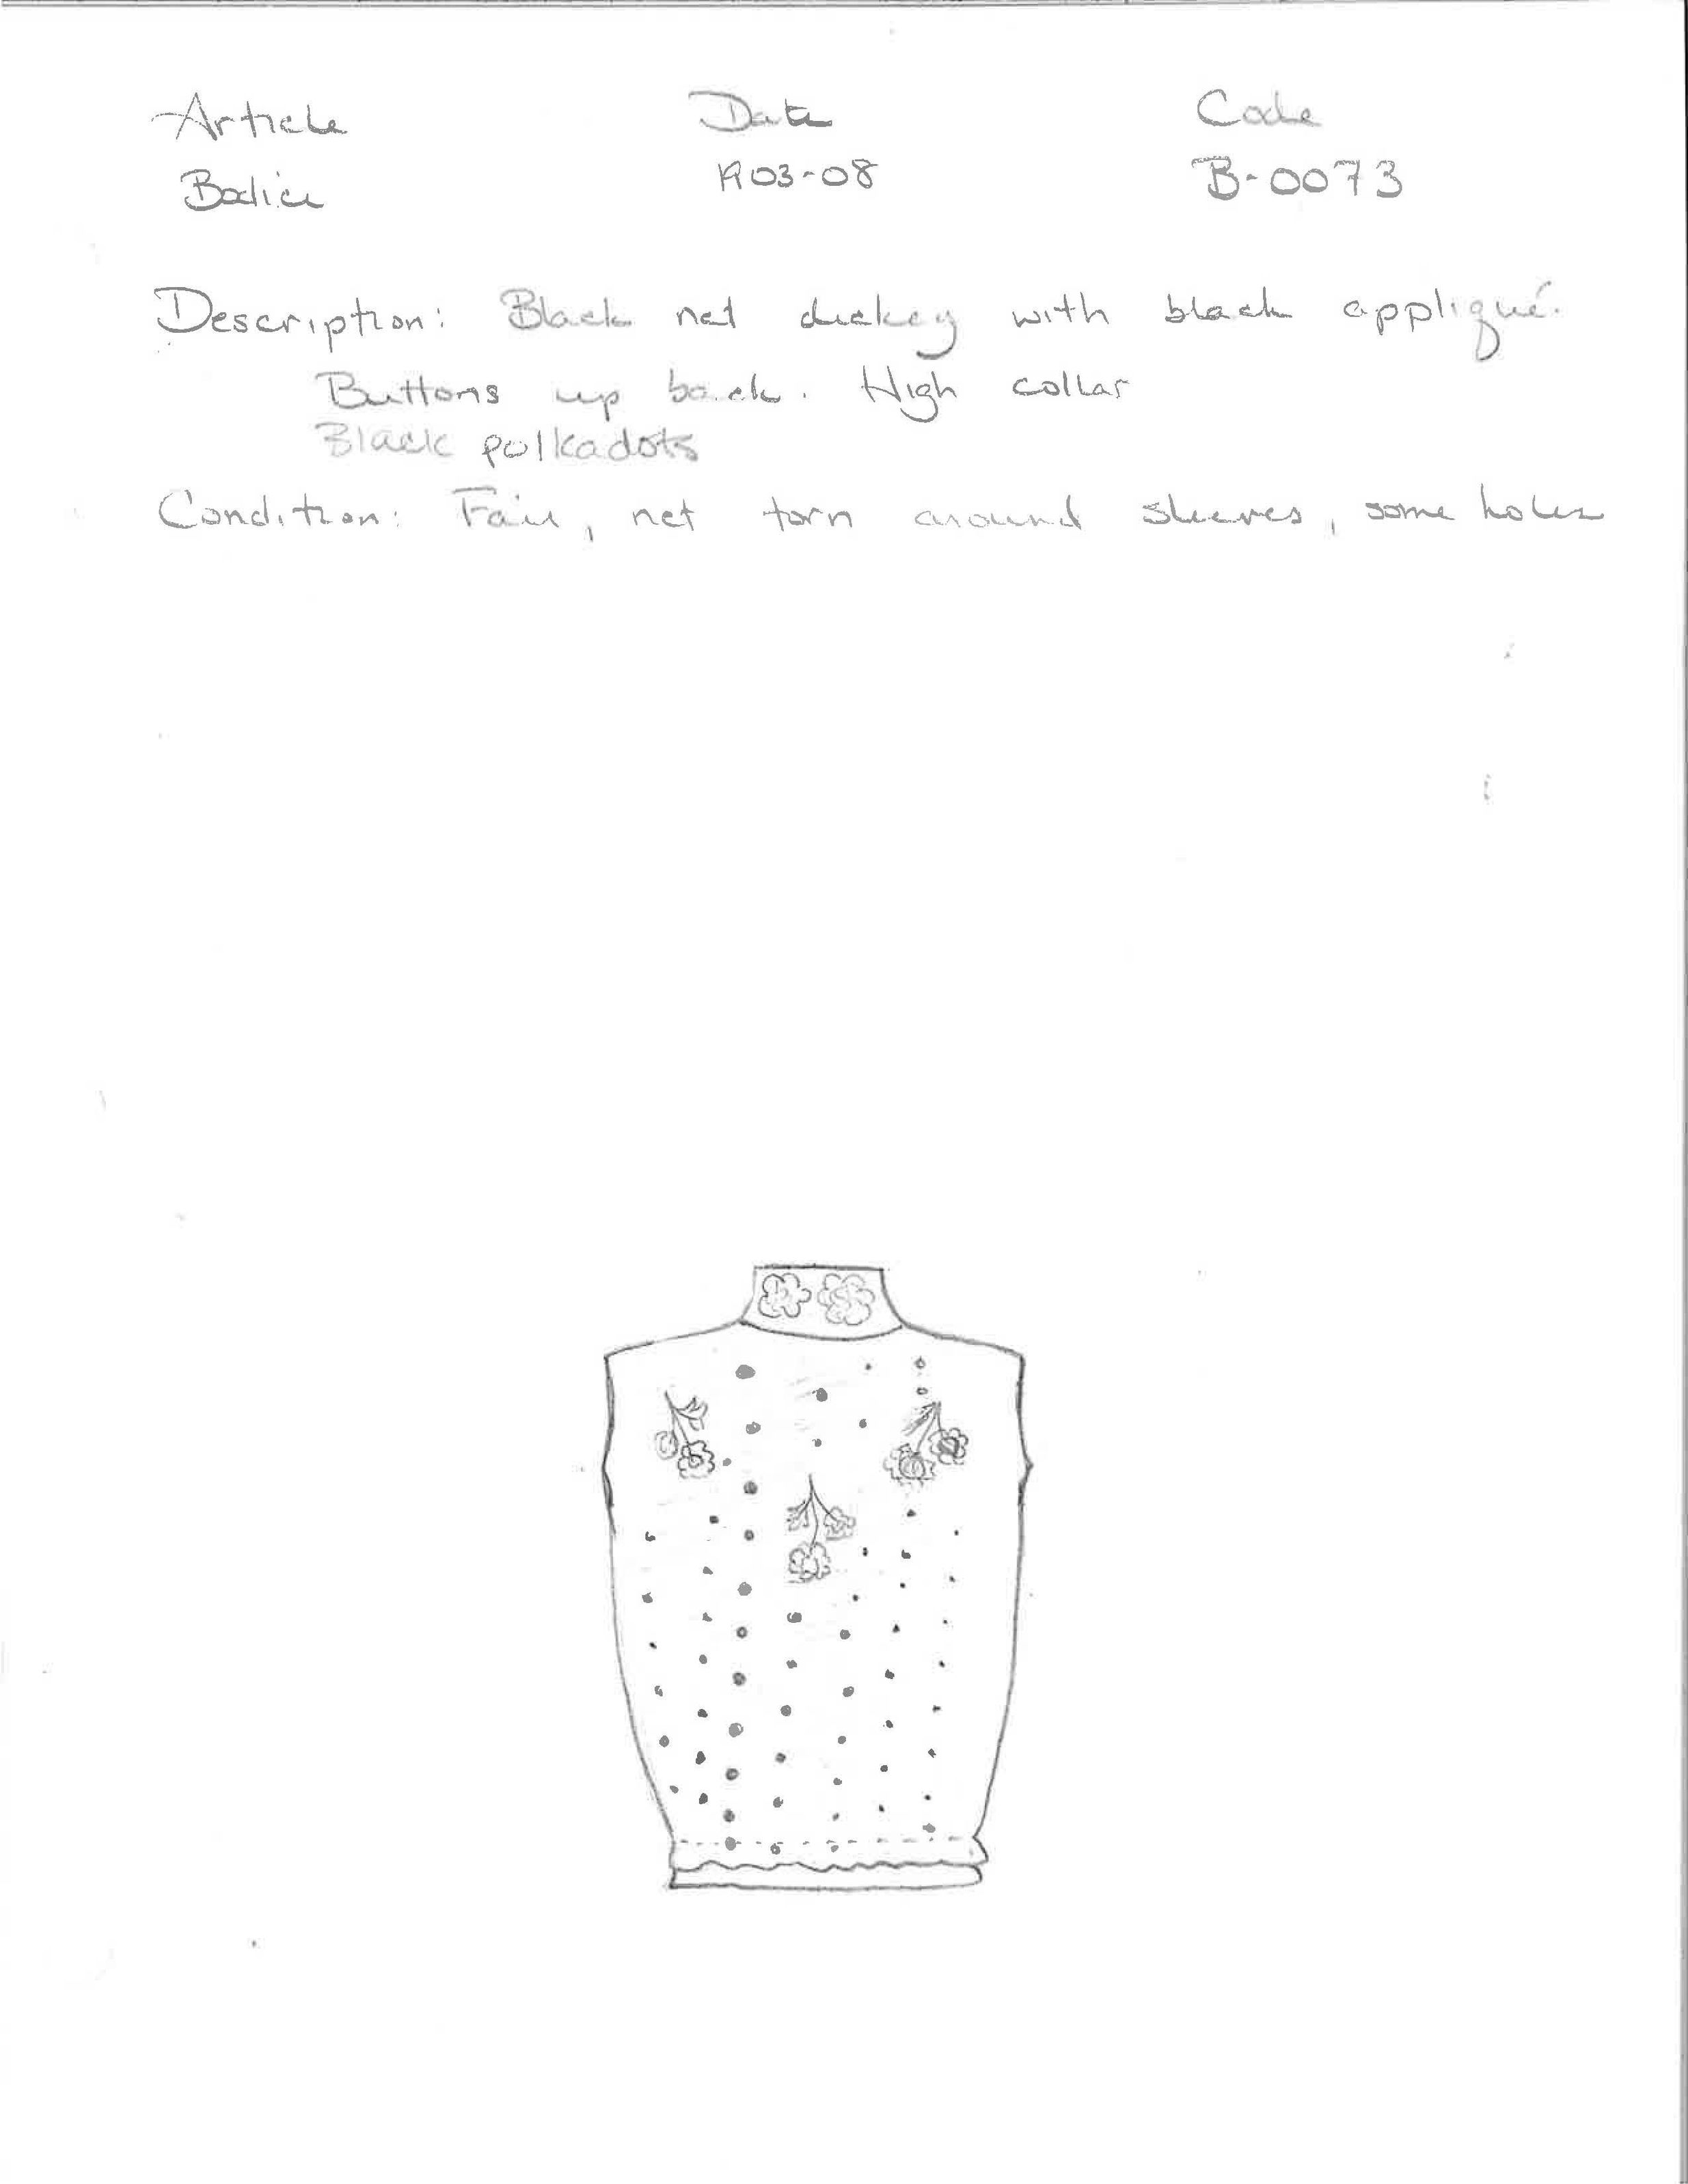 Article Date Code
Bodice 1903-08 B-0073
Description: Black net dickey with black appliqué.
Buttons up back. High collar
Black polkadots
Condition: Fair, net torn around sleeves, some holes